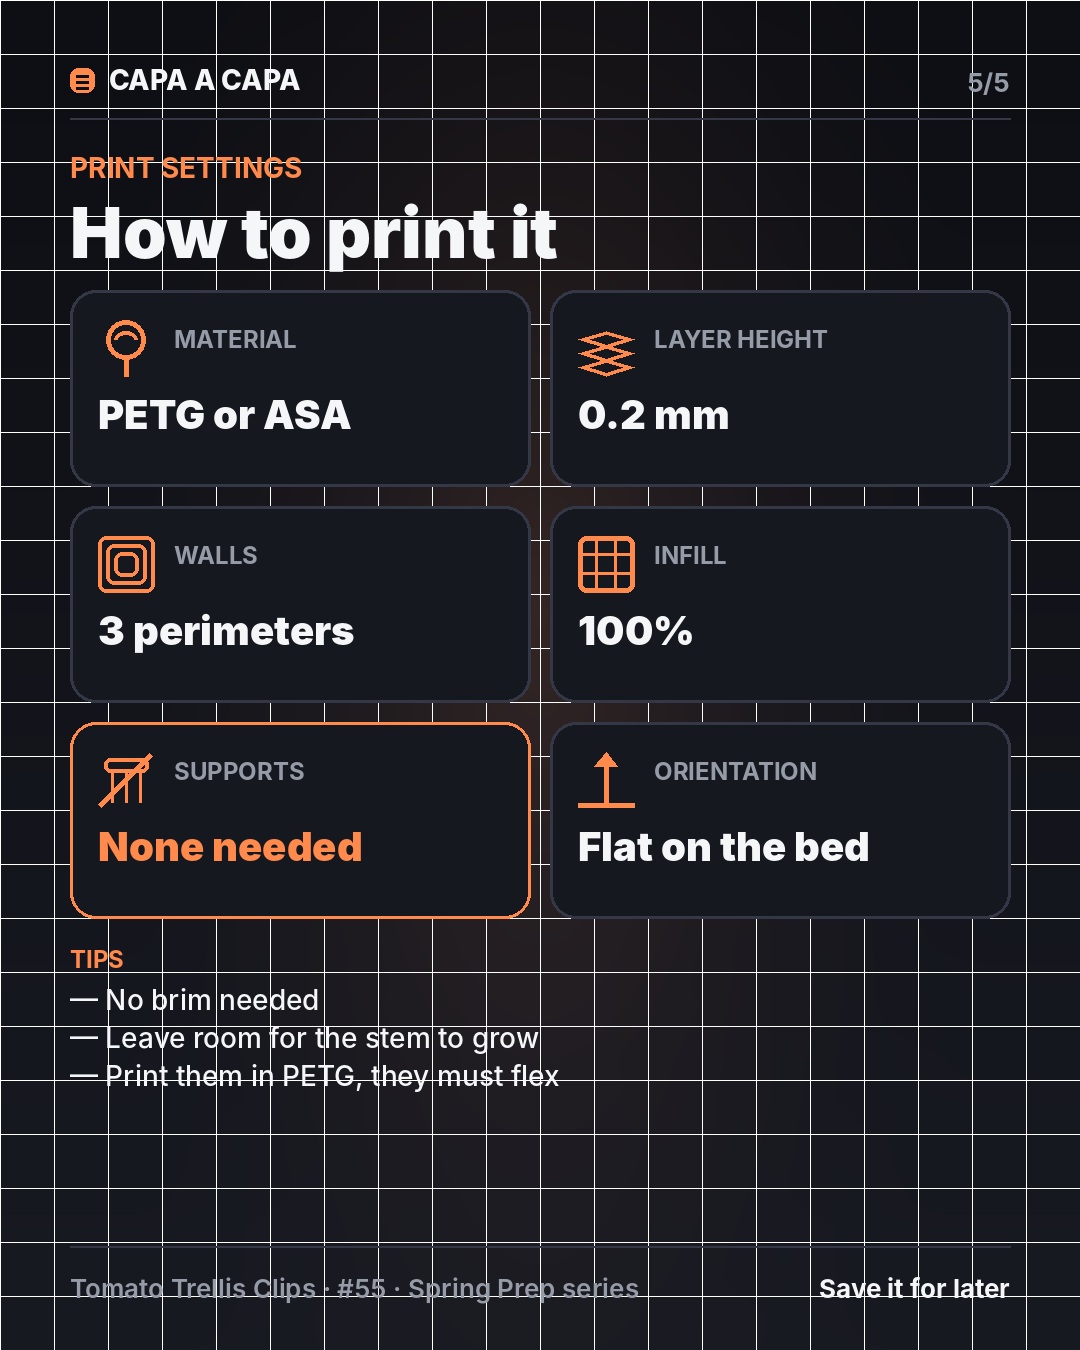 CAPA A CAPA
5/5
PRINT SETTINGS
How to print it
MATERIAL
PETG or ASA
LAYER HEIGHT
0.2 mm
WALLS
3 perimeters
INFILL
100%
SUPPORTS
None needed
ORIENTATION
Flat on the bed
TIPS
— No brim needed
— Leave room for the stem to grow
— Print them in PETG, they must flex
Tomato Trellis Clips · #55 · Spring Prep series
Save it for later